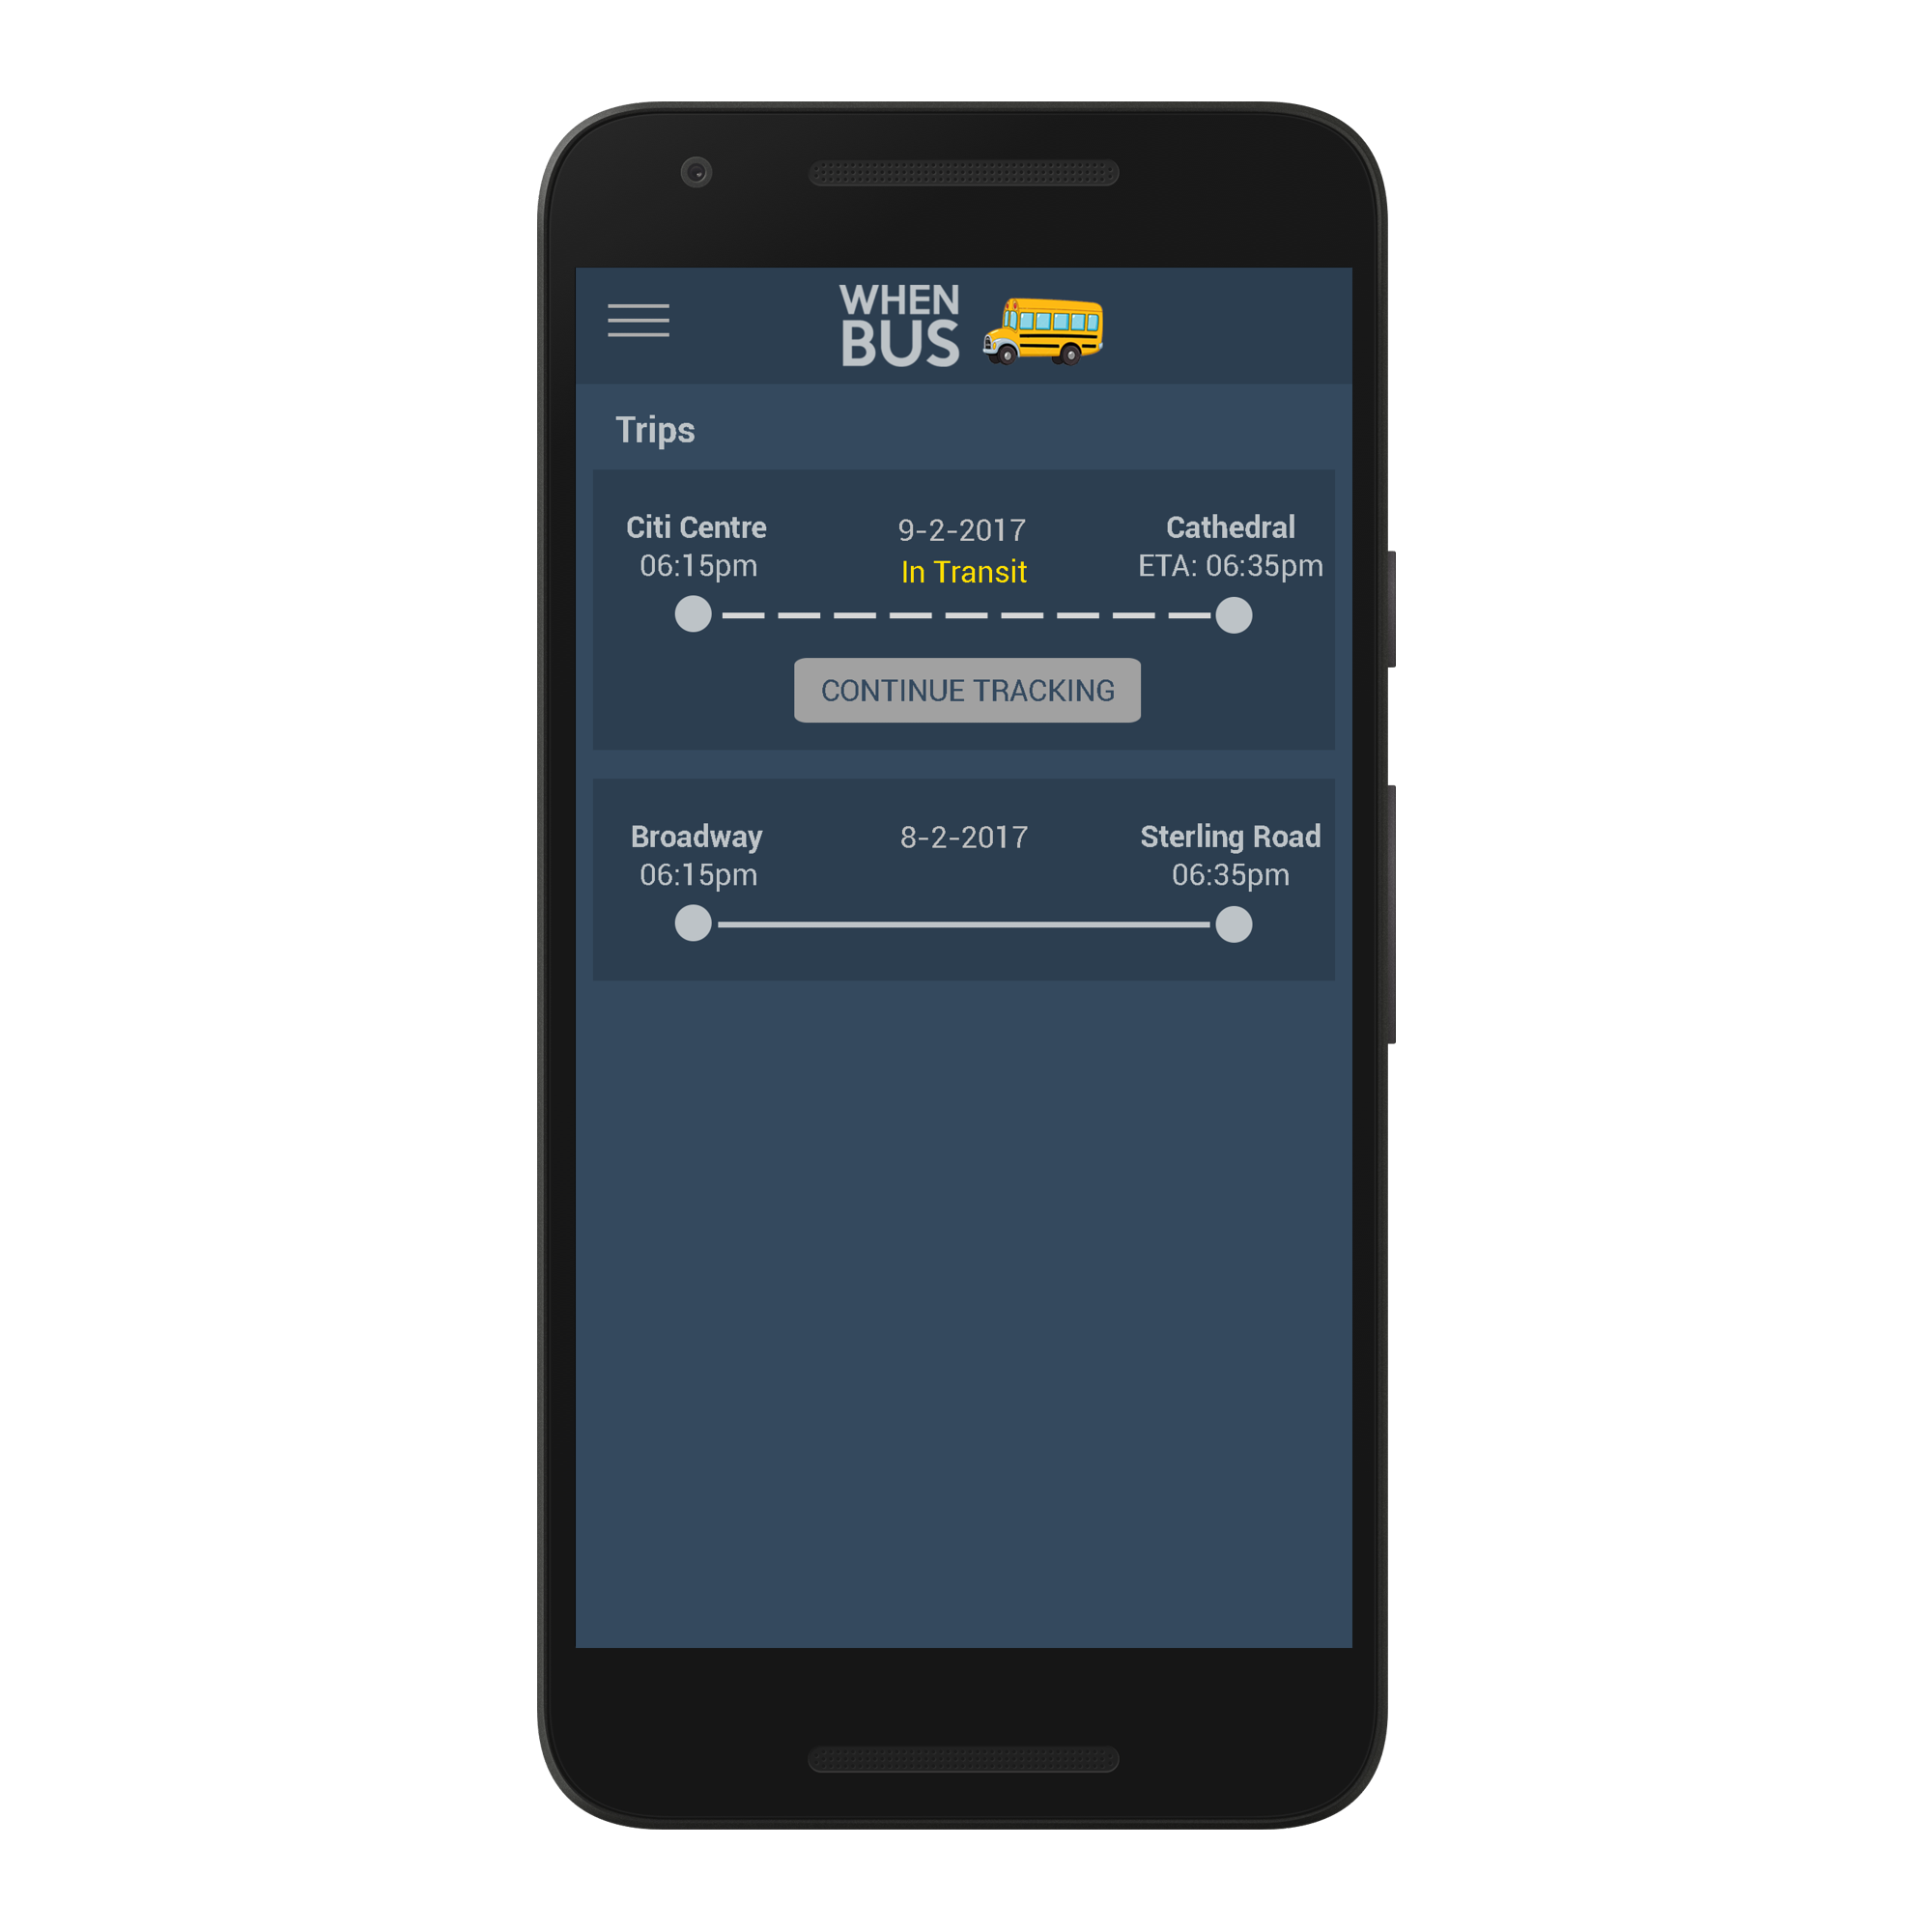 WHEN
BUS
Trips
Citi Centre 9-2-2017 Cathedral
06:15pm In Transit ETA: 06:35pm
CONTINUE TRACKING
Broadway 8-2-2017 Sterling Road
06:15pm 06:35pm